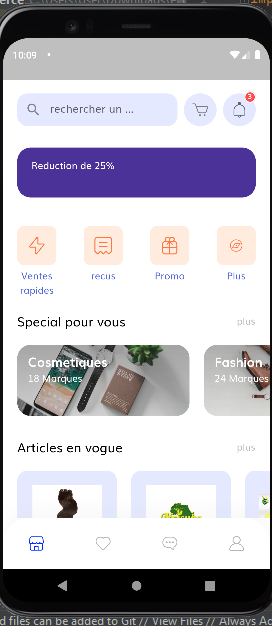 erce
10:09
rechercher un ...
3
Reduction de 25%
Ventes
rapides
recus
Promo
Plus
Special pour vous
plus
Cosmetiques
18 Marques
Fashion
24 Marques
Articles en vogue
plus
d files can be added to Git // View Files // Always Ad